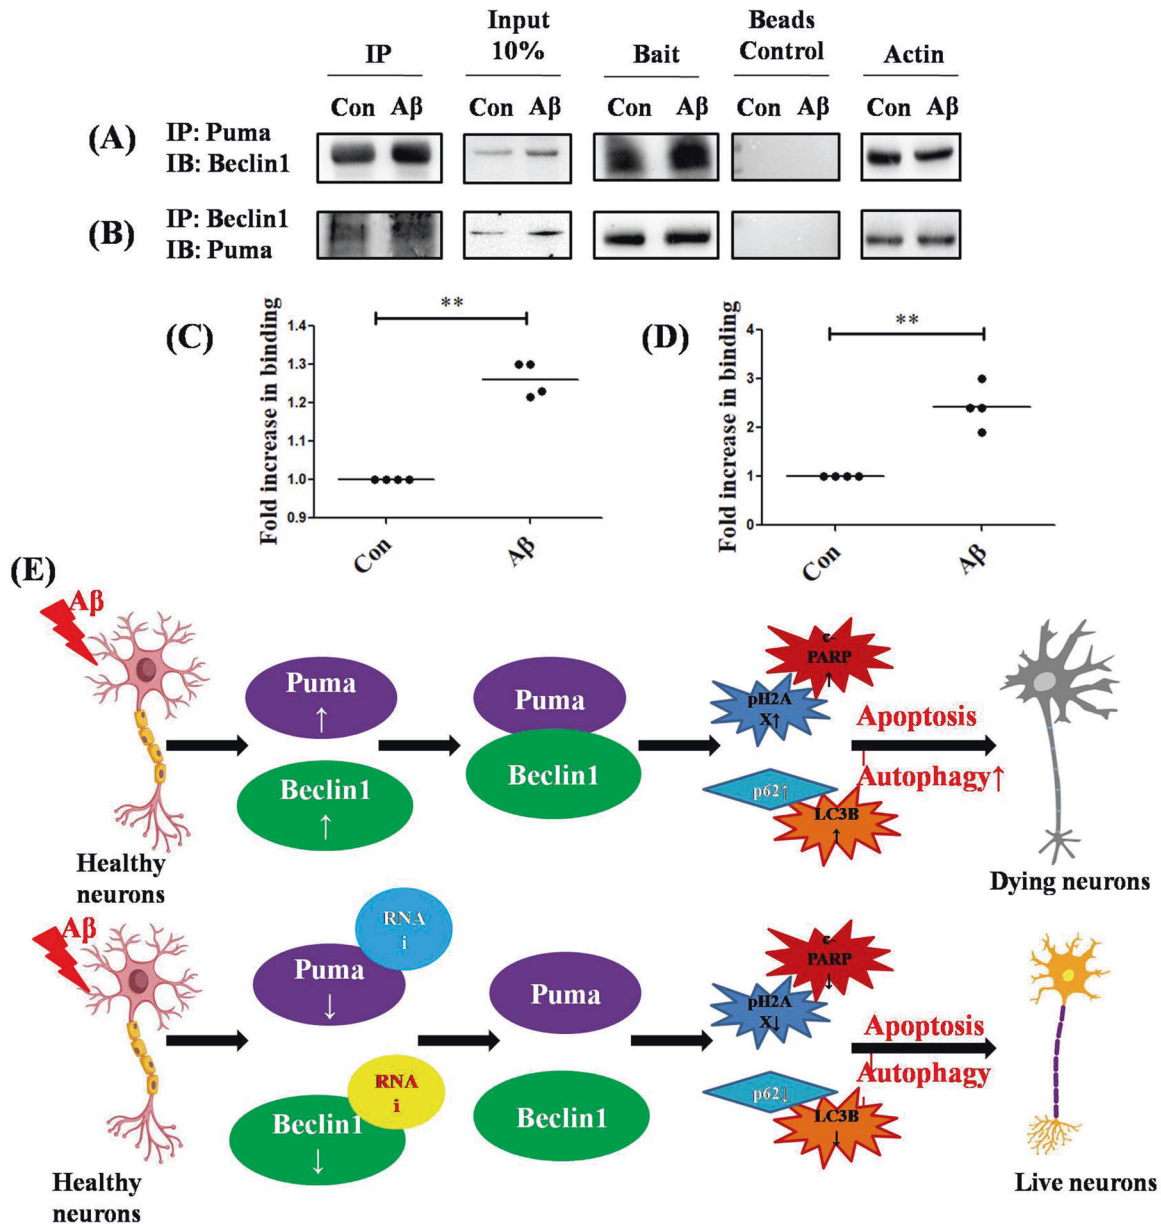 IP
Input
10%
Bait
Beads
Control
Actin
Con Aβ
Con Aβ
Con Aβ
Con Aβ
Con Aβ
(A)
IP: Puma
IB: Beclin1
(B)
IP: Beclin1
IB: Puma
(C)
Fold increase in binding
1.4
1.3
1.2
1.1
1.0
0.9
**
Con
Aβ
(D)
Fold increase in binding
4
3
2
1
0
**
Con
Aβ
(E)
Aβ
Healthy
neurons
Puma
↑
Beclin1
↑
Puma
Beclin1
c-
PARP
↑
pH2A
X↑
p62↑
LC3B
↑
Apoptosis
Autophagy↑
Dying neurons
Aβ
Healthy
neurons
RNA
i
Puma
↓
RNA
i
Beclin1
↓
Puma
Beclin1
c-
PARP
↓
pH2A
X↓
p62↓
LC3B
↓
Apoptosis
Autophagy
Live neurons